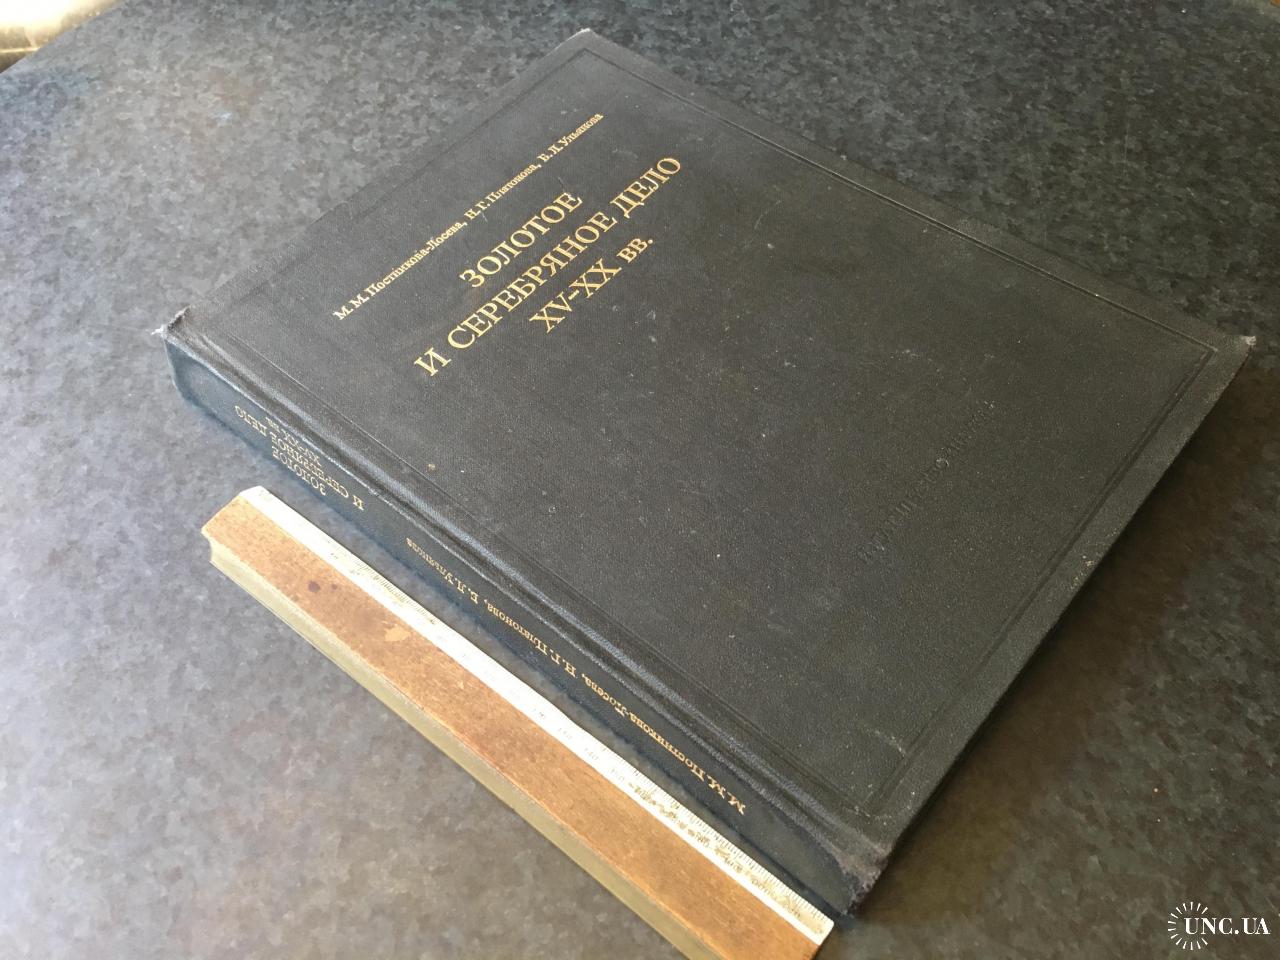 М. М. Постникова-Лосева, Н. Г. Платонова, Б. Л. Ульянова
ЗОЛОТОЕ
И СЕРЕБРЯНОЕ ДЕЛО
XV–XX вв.
ЗОЛОТОЕ
И СЕРЕБРЯНОЕ ДЕЛО
XV–XX вв.
М. М. Постникова-Лосева, Н. Г. Платонова, Б. Л. Ульянова
UNC.UA